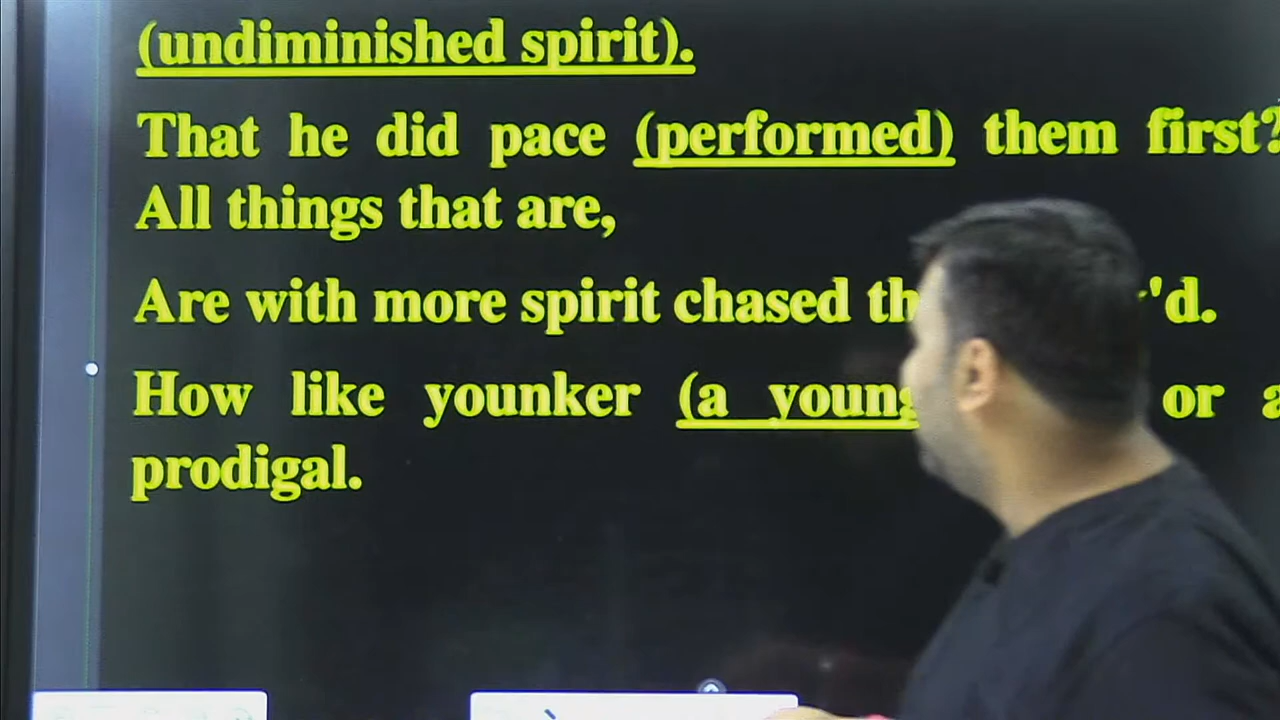 (undiminished spirit).
That he did pace (performed) them first?
All things that are,
Are with more spirit chased
How like younker (a young or a
prodigal.